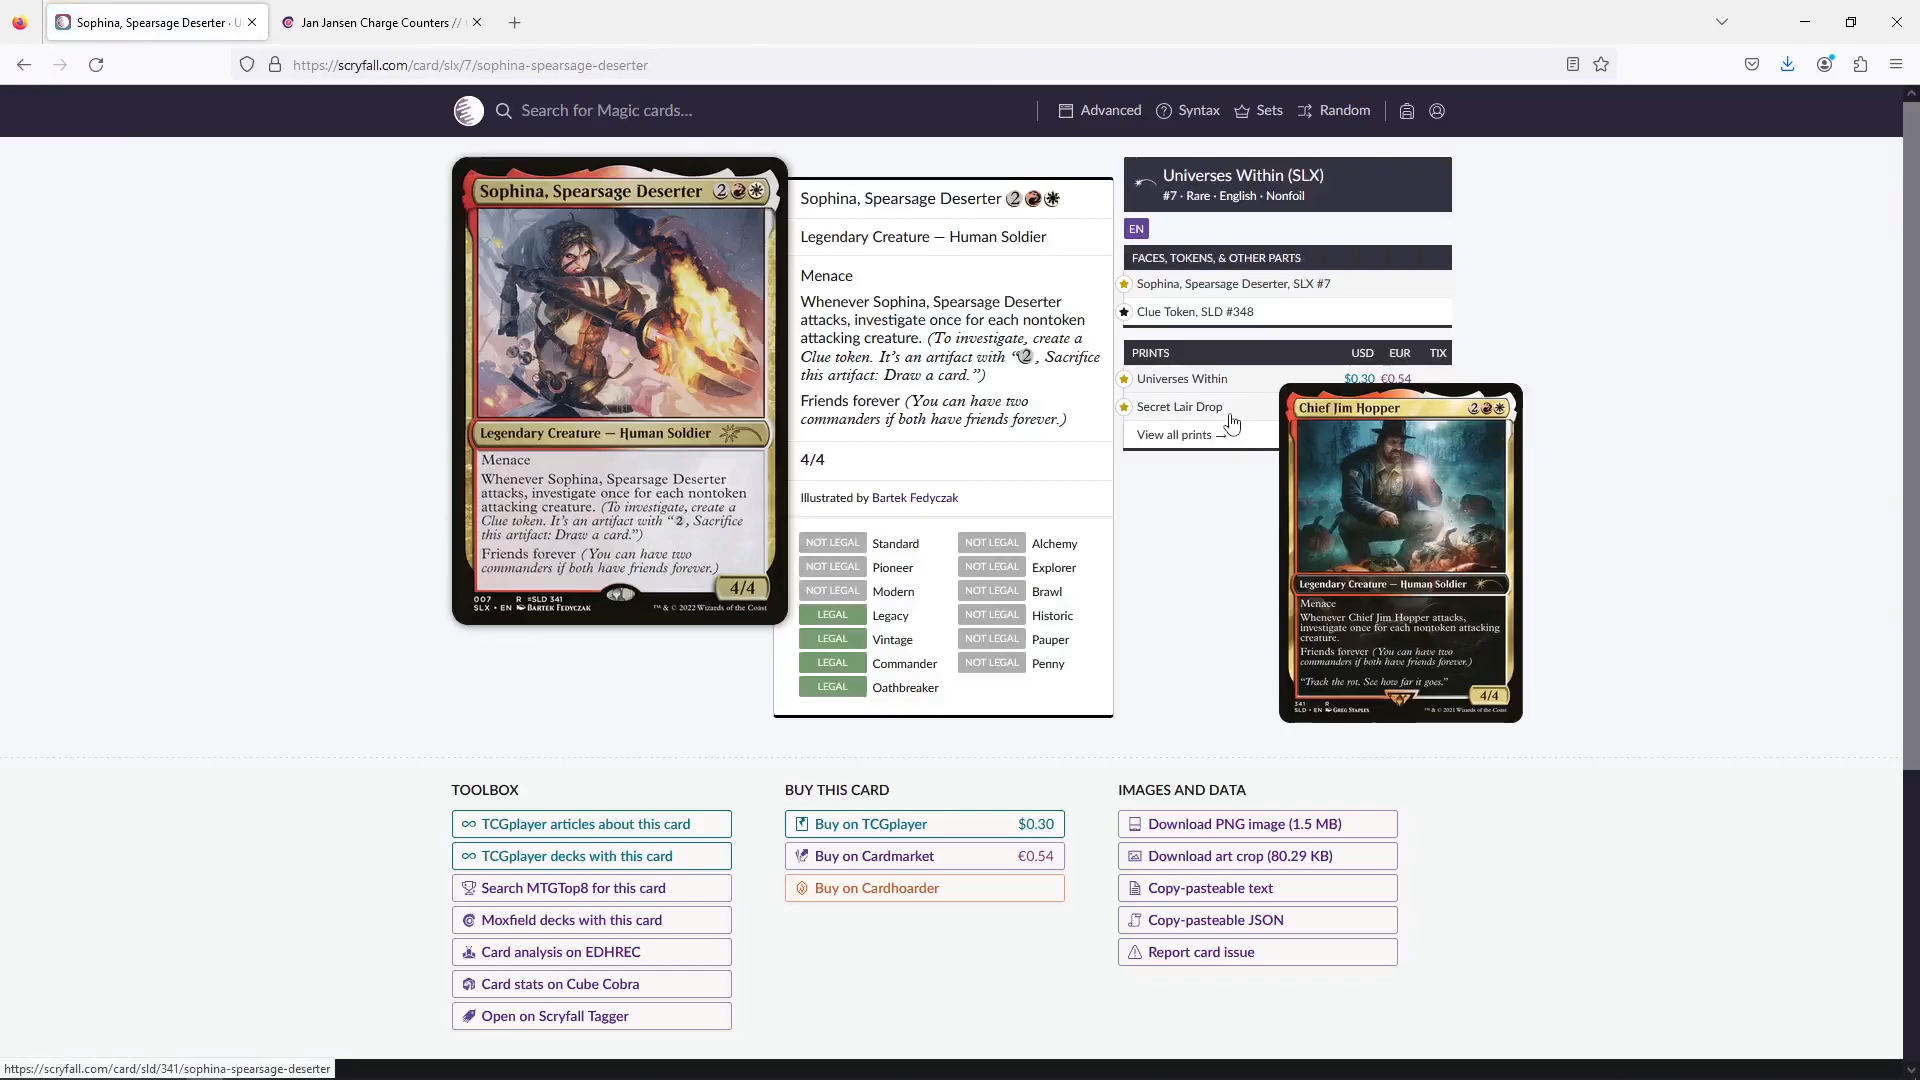 Sophina, Spearsage Deserter · U
Jan Jansen Charge Counters //
https://scryfall.com/card/slx/7/sophina-spearsage-deserter
Search for Magic cards...
Advanced
Syntax
Sets
Random
Sophina, Spearsage Deserter 2
Legendary Creature — Human Soldier
Menace
Whenever Sophina, Spearsage Deserter
attacks, investigate once for each nontoken
attacking creature. (To investigate, create a
Clue token. It's an artifact with “2, Sacrifice
this artifact: Draw a card.”)
Friends forever (You can have two
commanders if both have friends forever.)
4/4
007 R =SLD 341
SLX • EN BARTEK FEDYCZAK
™ & © 2022 Wizards of the Coast
Sophina, Spearsage Deserter 2
Legendary Creature — Human Soldier
Menace
Whenever Sophina, Spearsage Deserter
attacks, investigate once for each nontoken
attacking creature. (To investigate, create a
Clue token. It's an artifact with “2, Sacrifice
this artifact: Draw a card.”)
Friends forever (You can have two
commanders if both have friends forever.)
4/4
Illustrated by Bartek Fedyczak
NOT LEGAL Standard NOT LEGAL Alchemy
NOT LEGAL Pioneer NOT LEGAL Explorer
NOT LEGAL Modern NOT LEGAL Brawl
LEGAL Legacy NOT LEGAL Historic
LEGAL Vintage NOT LEGAL Pauper
LEGAL Commander NOT LEGAL Penny
LEGAL Oathbreaker
Universes Within (SLX)
#7 · Rare · English · Nonfoil
EN
FACES, TOKENS, & OTHER PARTS
Sophina, Spearsage Deserter, SLX #7
Clue Token, SLD #348
PRINTS USD EUR TIX
Universes Within $0.30 €0.54
Secret Lair Drop
View all prints →
Chief Jim Hopper 2
Legendary Creature — Human Soldier
Menace
Whenever Chief Jim Hopper attacks,
investigate once for each nontoken attacking
creature.
Friends forever (You can have two
commanders if both have friends forever.)
“Track the rot. See how far it goes.”
4/4
341 R
SLD • EN GREG STAPLES
™ & © 2021 Wizards of the Coast
TOOLBOX
TCGplayer articles about this card
TCGplayer decks with this card
Search MTGTop8 for this card
Moxfield decks with this card
Card analysis on EDHREC
Card stats on Cube Cobra
Open on Scryfall Tagger
BUY THIS CARD
Buy on TCGplayer $0.30
Buy on Cardmarket €0.54
Buy on Cardhoarder
IMAGES AND DATA
Download PNG image (1.5 MB)
Download art crop (80.29 KB)
Copy-pasteable text
Copy-pasteable JSON
Report card issue
https://scryfall.com/card/sld/341/sophina-spearsage-deserter